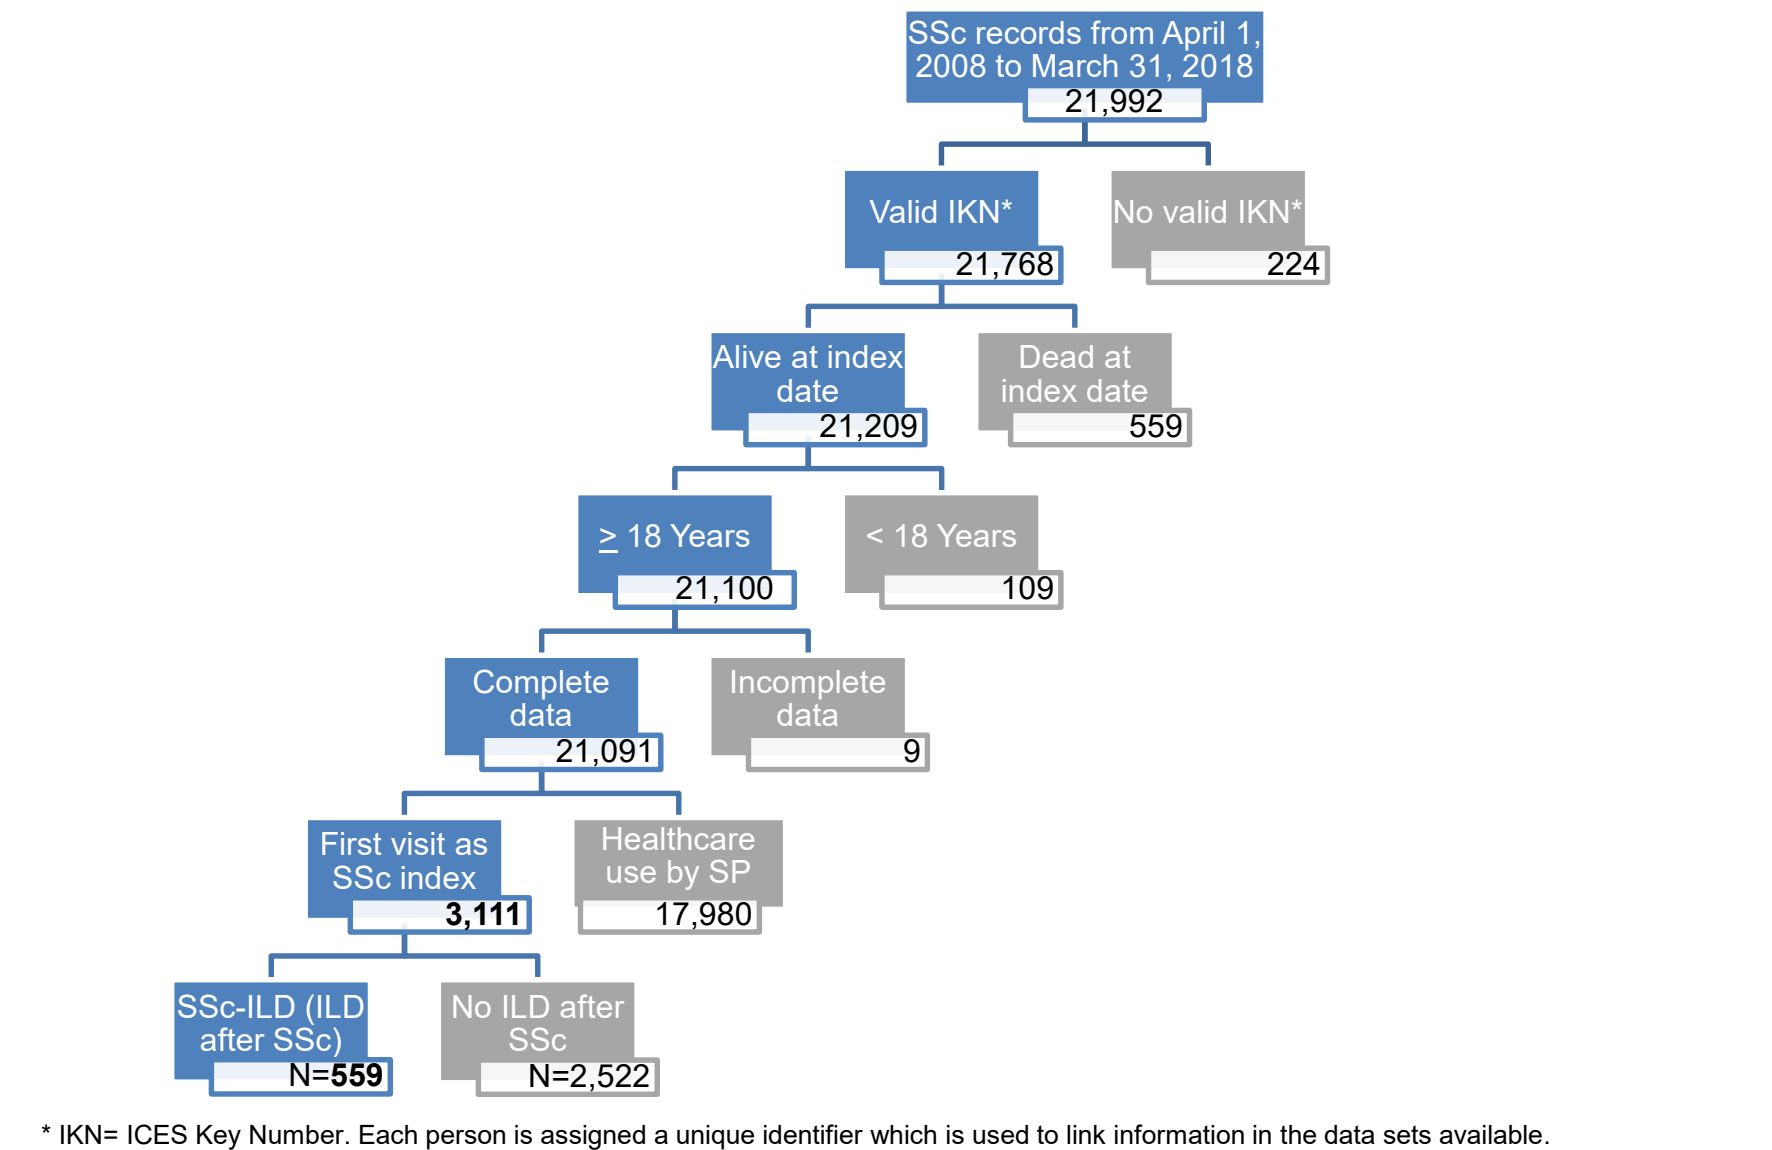 SSc records from April 1,
2008 to March 31, 2018
21,992
Valid IKN*
21,768
No valid IKN*
224
Alive at index
date
21,209
Dead at
index date
559
> 18 Years
21,100
< 18 Years
109
Complete
data
21,091
Incomplete
data
9
First visit as
SSc index
3,111
Healthcare
use by SP
17,980
SSc-ILD (ILD
after SSc)
N=559
No ILD after
SSc
N=2,522
* IKN= ICES Key Number. Each person is assigned a unique identifier which is used to link information in the data sets available.